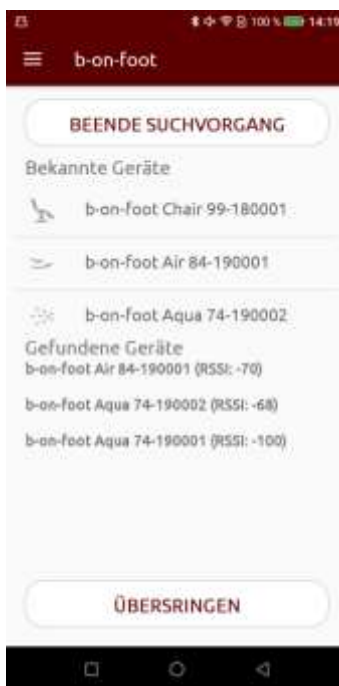 100 % 14:19
b-on-foot
BEENDE SUCHVORGANG
Bekannte Geräte
b-on-foot Chair 99-180001
b-on-foot Air 84-190001
b-on-foot Aqua 74-190002
Gefundene Geräte
b-on-foot Air 84-190001 (RSSI: -70)
b-on-foot Aqua 74-190002 (RSSI: -68)
b-on-foot Aqua 74-190001 (RSSI: -100)
ÜBERSRINGEN